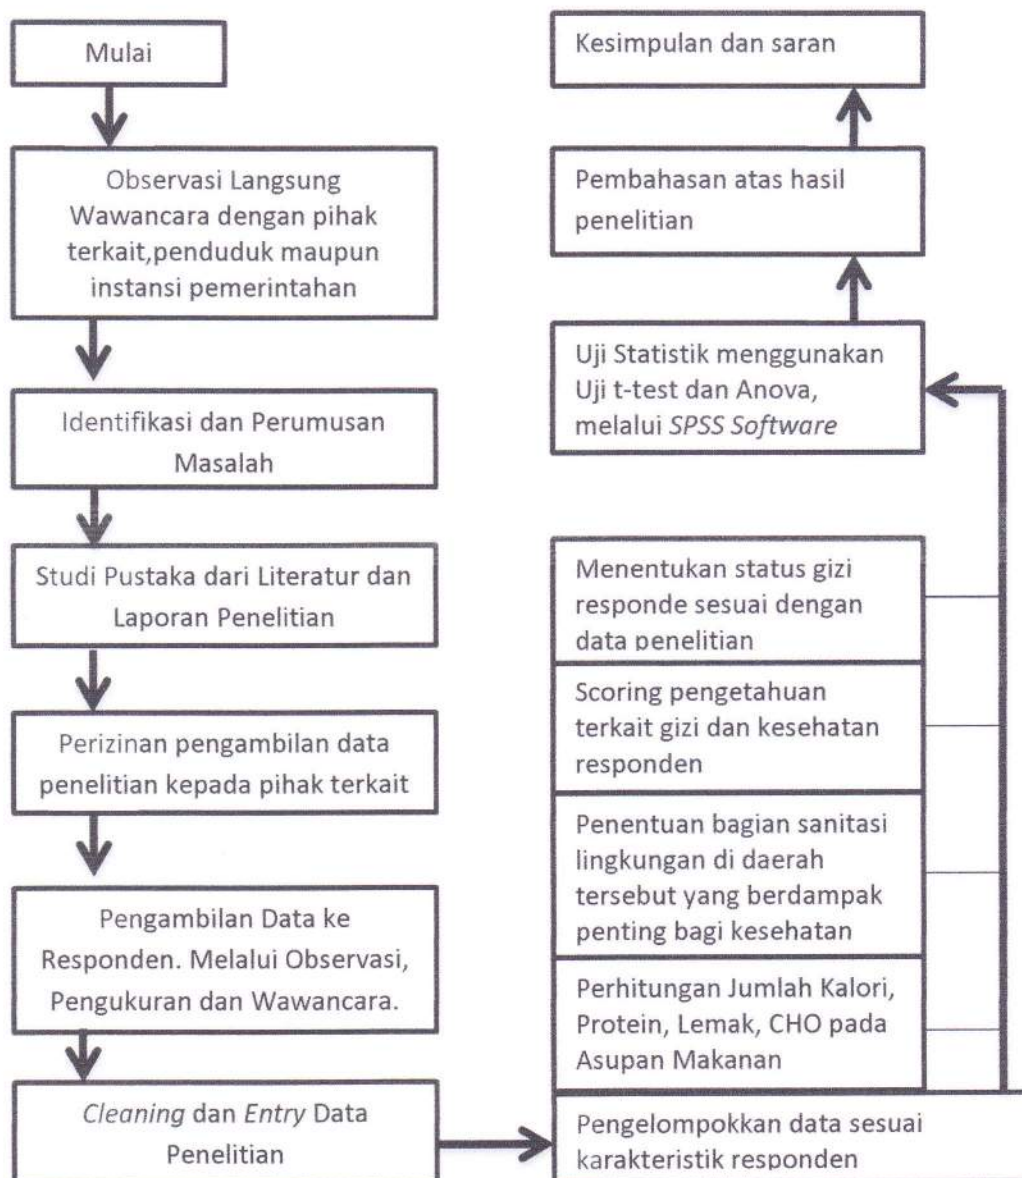 Mulai
Observasi Langsung
Wawancara dengan pihak
terkait,penduduk maupun
instansi pemerintahan
Identifikasi dan Perumusan
Masalah
Studi Pustaka dari Literatur dan
Laporan Penelitian
Perizinan pengambilan data
penelitian kepada pihak terkait
Pengambilan Data ke
Responden. Melalui Observasi,
Pengukuran dan Wawancara.
Cleaning dan Entry Data
Penelitian
Kesimpulan dan saran
Pembahasan atas hasil
penelitian
Uji Statistik menggunakan
Uji t-test dan Anova,
melalui SPSS Software
Menentukan status gizi
responde sesuai dengan
data penelitian
Scoring pengetahuan
terkait gizi dan kesehatan
responden
Penentuan bagian sanitasi
lingkungan di daerah
tersebut yang berdampak
penting bagi kesehatan
Perhitungan Jumlah Kalori,
Protein, Lemak, CHO pada
Asupan Makanan
Pengelompokkan data sesuai
karakteristik responden